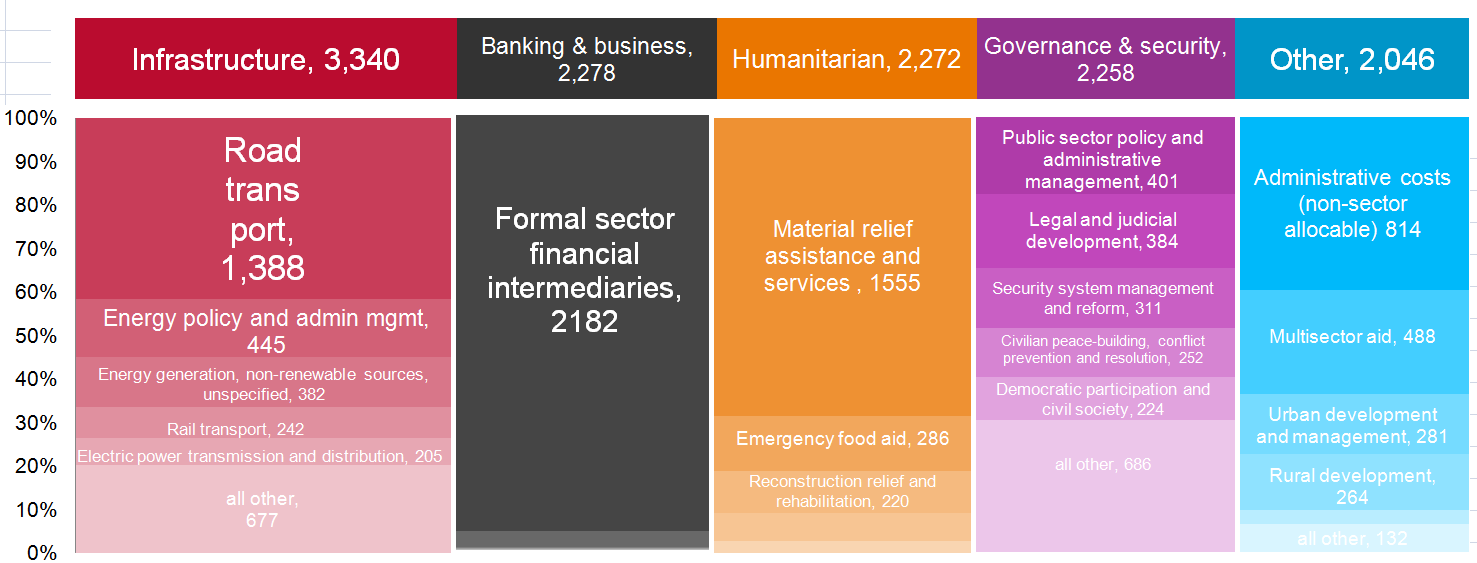 Infrastructure, 3,340
Banking & business,
2,278
Humanitarian, 2,272
Governance & security,
2,258
Other, 2,046
100%
90%
80%
70%
60%
50%
40%
30%
20%
10%
0%
Road
trans
port,
1,388
Energy policy and admin mgmt,
445
Energy generation, non-renewable sources,
unspecified, 382
Rail transport, 242
Electric power transmission and distribution, 205
all other,
677
Formal sector
financial
intermediaries,
2182
Material relief
assistance and
services , 1555
Emergency food aid, 286
Reconstruction relief and
rehabilitation, 220
Public sector policy and
administrative
management, 401
Legal and judicial
development, 384
Security system management
and reform, 311
Civilian peace-building, conflict
prevention and resolution, 252
Democratic participation and
civil society, 224
all other, 686
Administrative costs
(non-sector
allocable) 814
Multisector aid, 488
Urban development
and management, 281
Rural development,
264
all other, 132